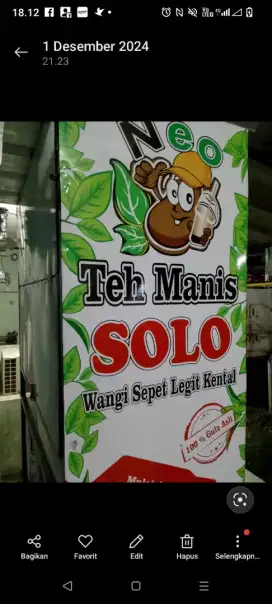 18.12
1 Desember 2024
21.23
Neo
Teh Manis
SOLO
Wangi Sepet Legit Kental
100 % Gula Asli
Bagikan
Favorit
Edit
Hapus
Selengkapn...